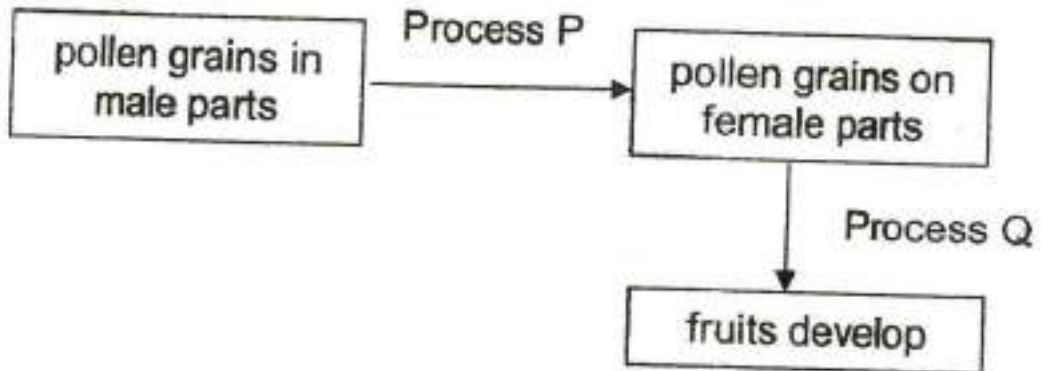 Process P
pollen grains in
male parts
pollen grains on
female parts
Process Q
fruits develop